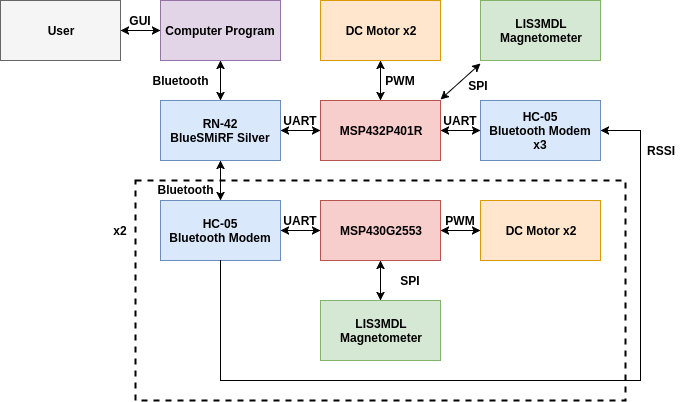 User
GUI
Computer Program
DC Motor x2
LIS3MDL
Magnetometer
Bluetooth
PWM
SPI
RN-42
BlueSMiRF Silver
UART
MSP432P401R
UART
HC-05
Bluetooth Modem
x3
RSSI
Bluetooth
x2
HC-05
Bluetooth Modem
UART
MSP430G2553
PWM
DC Motor x2
SPI
LIS3MDL
Magnetometer